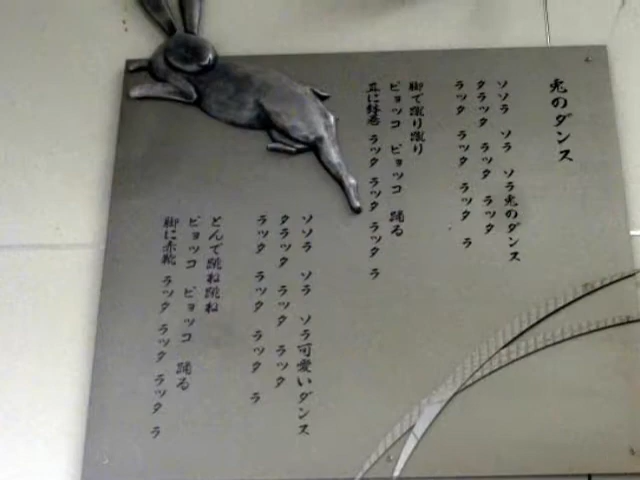 兎のダンス
ソソラ ソラ ソラ兎のダンス
タラッタ ラッタ ラッタ
ラッタ ラッタ ラッタ ラ
脚で蹴り蹴り
ピョッコ ピョッコ 踊る
耳に鉢巻 ラッタ ラッタ ラッタ ラ
ソソラ ソラ ソラ可愛いダンス
タラッタ ラッタ ラッタ
ラッタ ラッタ ラッタ ラ
とんで跳ね跳ね
ピョッコ ピョッコ 踊る
脚に赤靴 ラッタ ラッタ ラッタ ラ